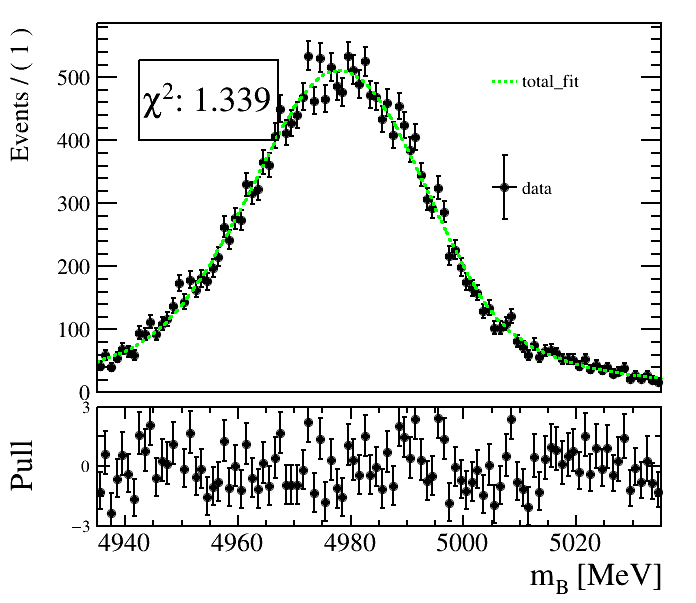 Events / ( 1 )
500
400
300
200
100
0
χ²: 1.339
total_fit
data
Pull
3
0
−3
4940 4960 4980 5000 5020
m_B [MeV]